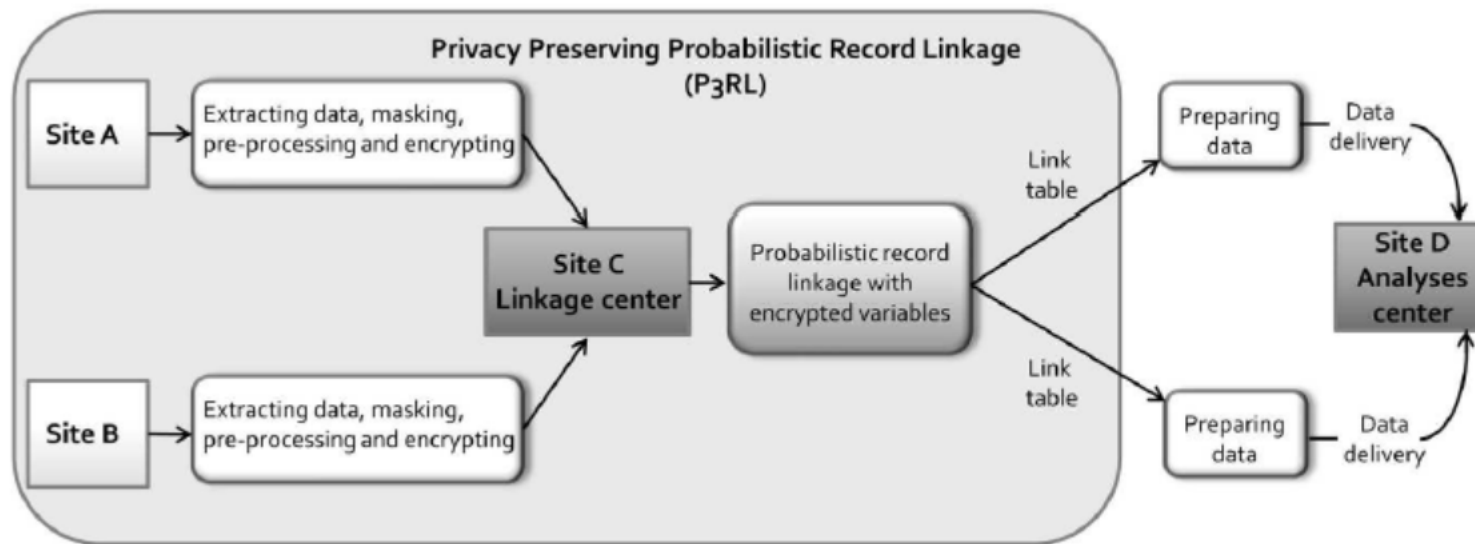 Privacy Preserving Probabilistic Record Linkage
(P3RL)
Site A
Extracting data, masking,
pre-processing and encrypting
Site C
Linkage center
Probabilistic record
linkage with
encrypted variables
Site B
Extracting data, masking,
pre-processing and encrypting
Link
table
Link
table
Preparing
data
Data
delivery
Site D
Analyses
center
Preparing
data
Data
delivery